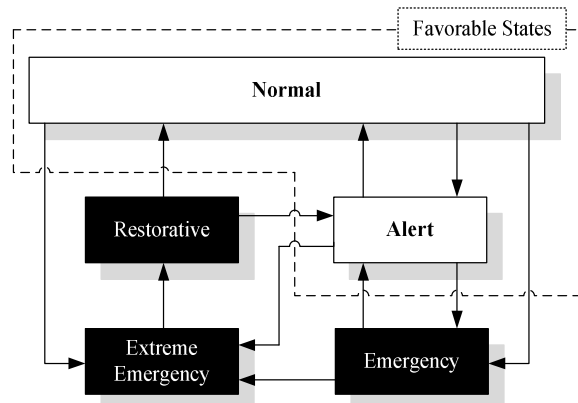 Favorable States
Normal
Restorative
Alert
Extreme
Emergency
Emergency